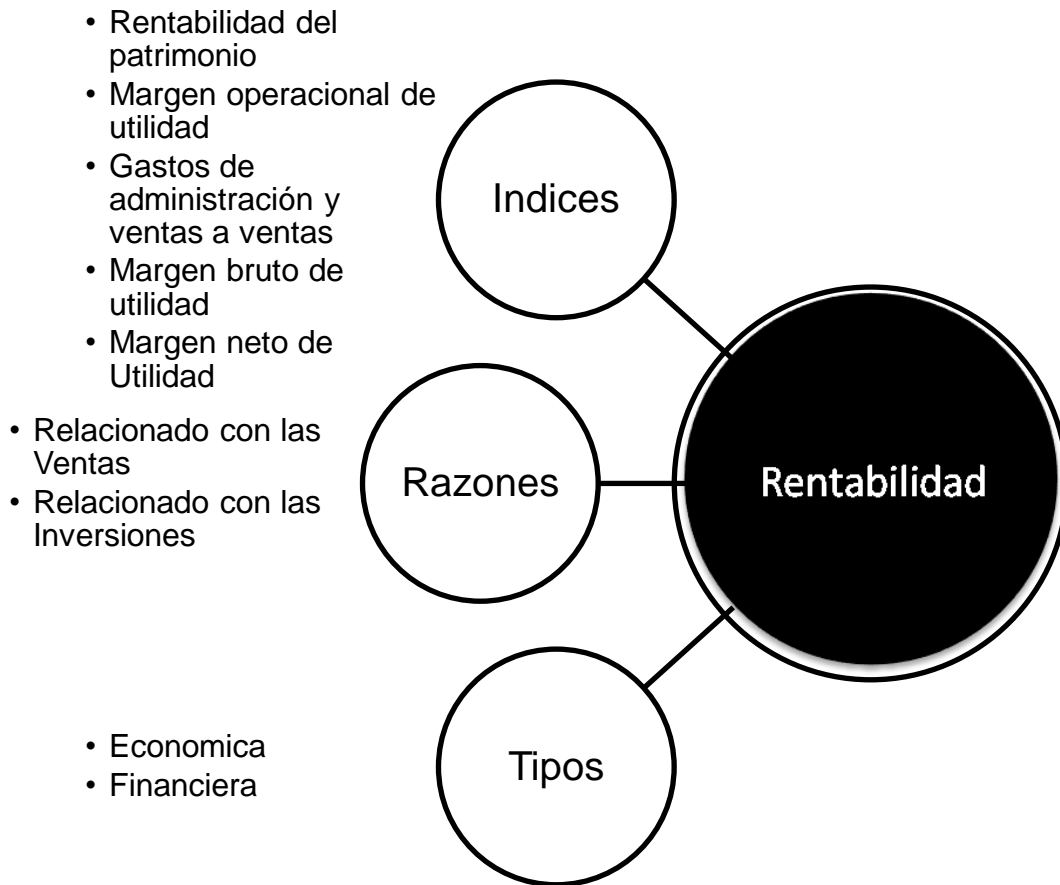 • Rentabilidad del
patrimonio
• Margen operacional de
utilidad
• Gastos de
administración y
ventas a ventas
• Margen bruto de
utilidad
• Margen neto de
Utilidad
Indices
• Relacionado con las
Ventas
• Relacionado con las
Inversiones
Razones
Rentabilidad
• Economica
• Financiera
Tipos